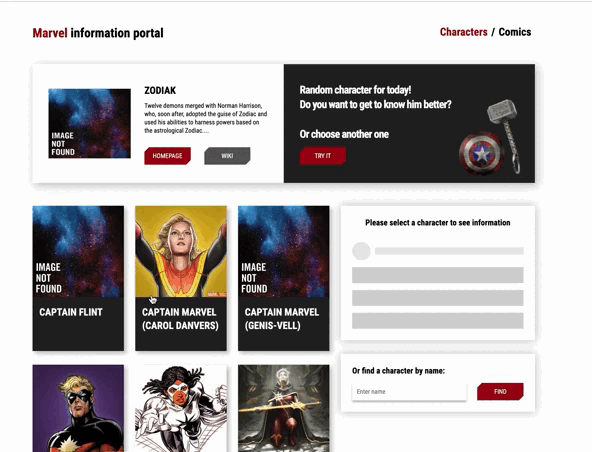 Marvel information portal
Characters / Comics
ZODIAK
Twelve demons merged with Norman Harrison,
who, soon after, adopted the guise of Zodiac and
used his abilities to harness powers based on
the astrological Zodiac....
IMAGE
NOT
FOUND
HOMEPAGE
WIKI
Random character for today!
Do you want to get to know him better?
Or choose another one
TRY IT
IMAGE
NOT
FOUND
CAPTAIN FLINT
CAPTAIN MARVEL
(CAROL DANVERS)
IMAGE
NOT
FOUND
CAPTAIN MARVEL
(GENIS-VELL)
Please select a character to see information
Or find a character by name:
Enter name
FIND